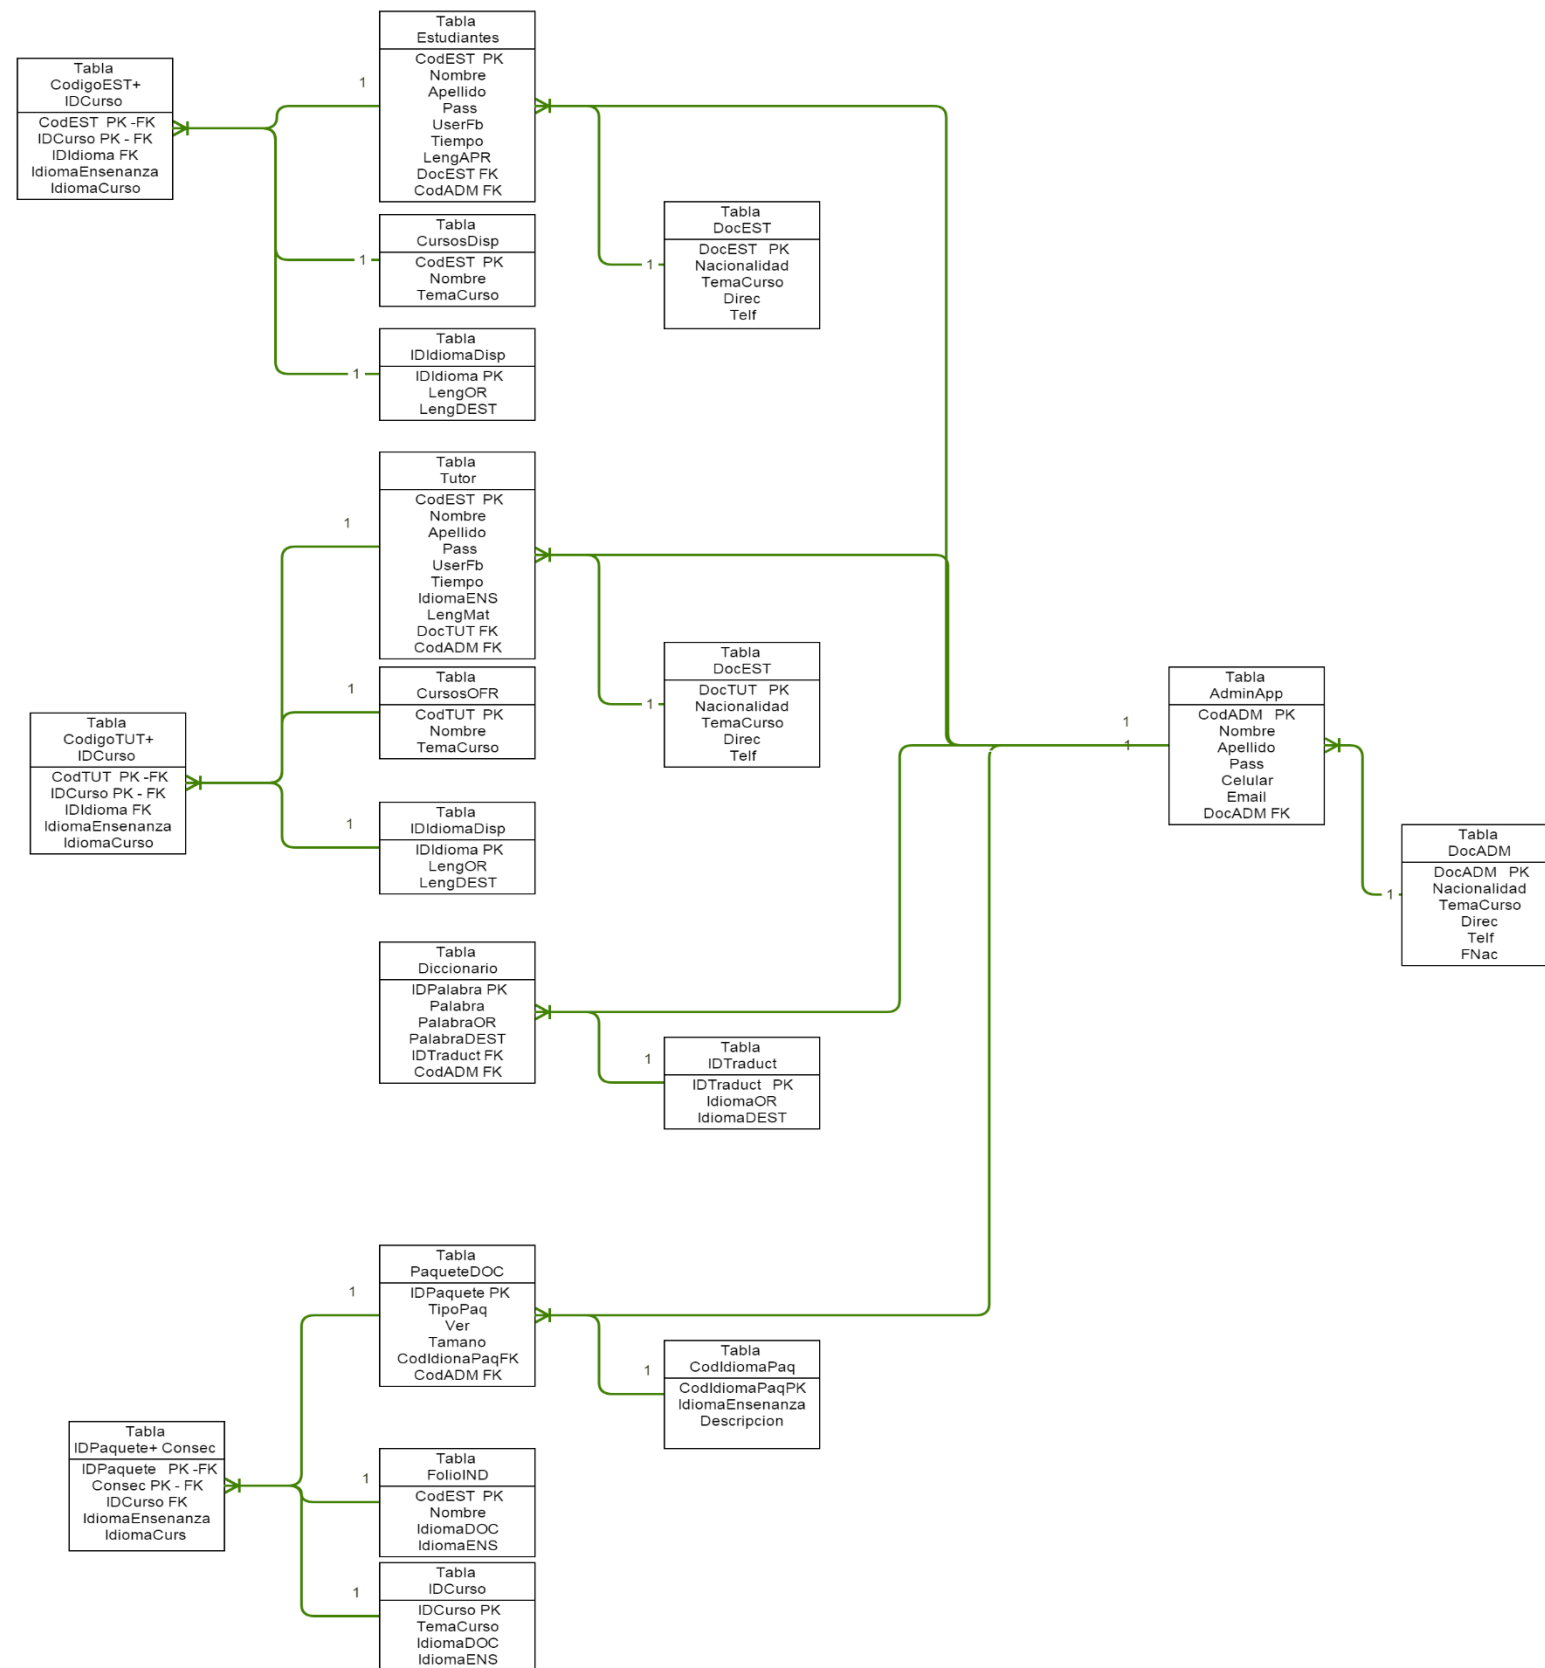 Tabla
Estudiantes
CodEST PK
Nombre
Apellido
Pass
UserFb
Tiempo
LengAPR
DocEST FK
CodADM FK
Tabla
CodigoEST+
IDCurso
CodEST PK -FK
IDCurso PK - FK
IDIdioma FK
IdiomaEnsenanza
IdiomaCurso
1
Tabla
CursosDisp
CodEST PK
Nombre
TemaCurso
1
Tabla
DocEST
DocEST PK
Nacionalidad
TemaCurso
Direc
Telf
1
Tabla
IDIdiomaDisp
IDIdioma PK
LengOR
LengDEST
1
Tabla
Tutor
CodEST PK
Nombre
Apellido
Pass
UserFb
Tiempo
IdiomaENS
LengMat
DocTUT FK
CodADM FK
1
Tabla
DocEST
DocTUT PK
Nacionalidad
TemaCurso
Direc
Telf
1
Tabla
CursosOFR
CodTUT PK
Nombre
TemaCurso
1
Tabla
CodigoTUT+
IDCurso
CodTUT PK -FK
IDCurso PK - FK
IDIdioma FK
IdiomaEnsenanza
IdiomaCurso
Tabla
IDIdiomaDisp
IDIdioma PK
LengOR
LengDEST
1
Tabla
AdminApp
CodADM PK
Nombre
Apellido
Pass
Celular
Email
DocADM FK
1
1
Tabla
DocADM
DocADM PK
Nacionalidad
TemaCurso
Direc
Telf
FNac
1
Tabla
Diccionario
IDPalabra PK
Palabra
PalabraOR
PalabraDEST
IDTraduct FK
CodADM FK
Tabla
IDTraduct
IDTraduct PK
IdiomaOR
IdiomaDEST
1
Tabla
PaqueteDOC
IDPaquete PK
TipoPaq
Ver
Tamano
CodIdionaPaqFK
CodADM FK
1
Tabla
CodIdiomaPaq
CodIdiomaPaqPK
IdiomaEnsenanza
Descripcion
1
Tabla
IDPaquete+ Consec
IDPaquete PK -FK
Consec PK - FK
IDCurso FK
IdiomaEnsenanza
IdiomaCurs
Tabla
FolioIND
CodEST PK
Nombre
IdiomaDOC
IdiomaENS
1
Tabla
IDCurso
IDCurso PK
TemaCurso
IdiomaDOC
IdiomaENS
1